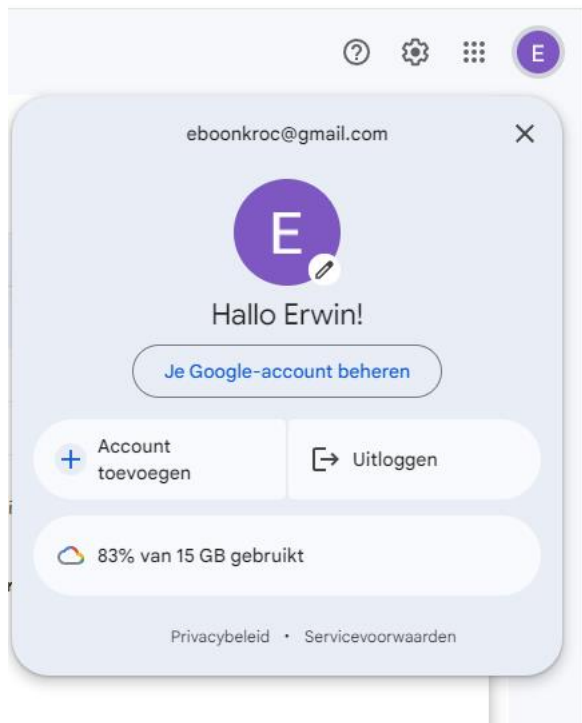 E
eboonkroc@gmail.com
E
Hallo Erwin!
Je Google-account beheren
Account
toevoegen
Uitloggen
83% van 15 GB gebruikt
Privacybeleid • Servicevoorwaarden